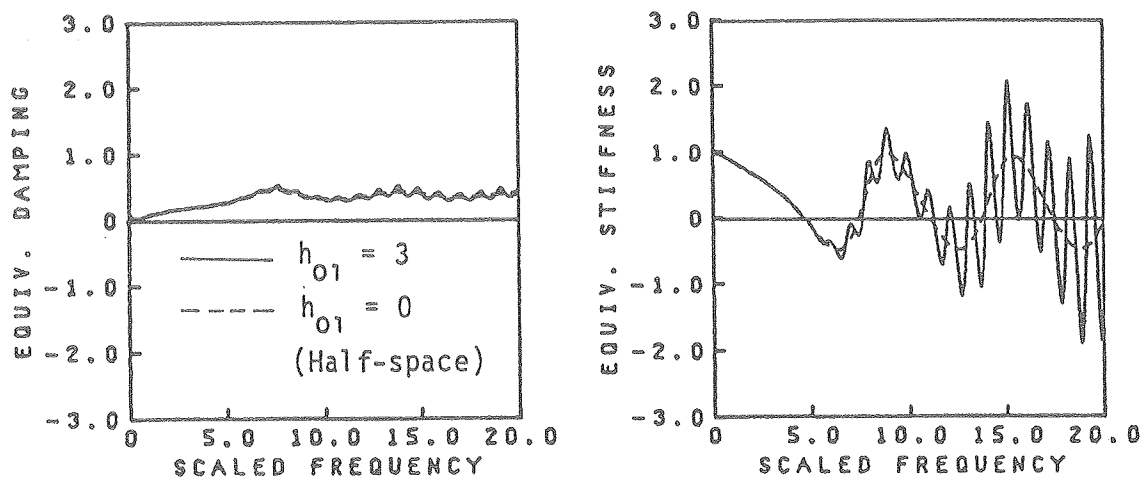 EQUIV. DAMPING
3.0
2.0
1.0
0
-1.0
-2.0
-3.0
0 5.0 10.0 15.0 20.0
SCALED FREQUENCY
h01 = 3
h01 = 0
(Half-space)
EQUIV. STIFFNESS
3.0
2.0
1.0
0
-1.0
-2.0
-3.0
0 5.0 10.0 15.0 20.0
SCALED FREQUENCY